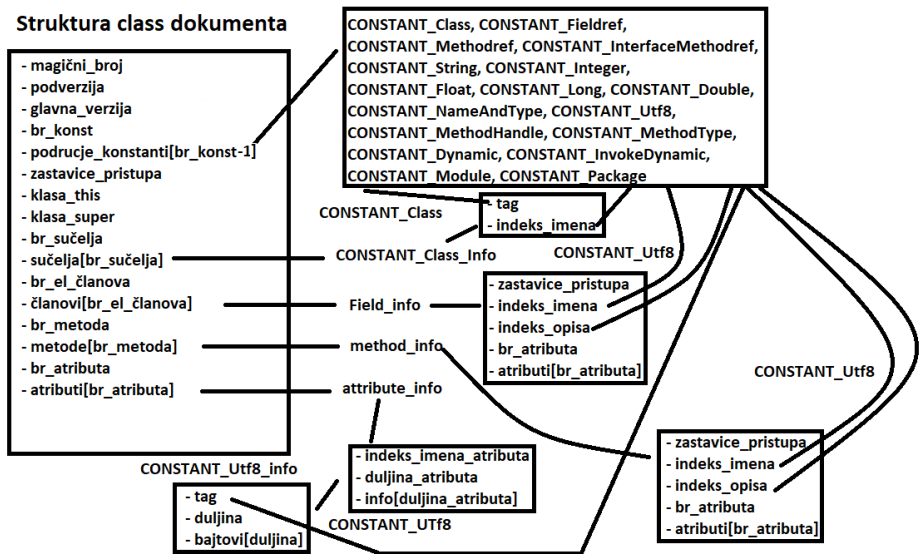 Struktura class dokumenta
- magični_broj
- podverzija
- glavna_verzija
- br_konst
- podrucje_konstanti[br_konst-1]
- zastavice_pristupa
- klasa_this
- klasa_super
- br_sučelja
- sučelja[br_sučelja]
- br_el_članova
- članovi[br_el_članova]
- br_metoda
- metode[br_metoda]
- br_atributa
- atributi[br_atributa]
CONSTANT_Class, CONSTANT_Fieldref,
CONSTANT_Methodref, CONSTANT_InterfaceMethodref,
CONSTANT_String, CONSTANT_Integer,
CONSTANT_Float, CONSTANT_Long, CONSTANT_Double,
CONSTANT_NameAndType, CONSTANT_Utf8,
CONSTANT_MethodHandle, CONSTANT_MethodType,
CONSTANT_Dynamic, CONSTANT_InvokeDynamic,
CONSTANT_Module, CONSTANT_Package
CONSTANT_Class
- tag
- indeks_imena
CONSTANT_Class_Info
CONSTANT_Utf8
Field_info
- zastavice_pristupa
- indeks_imena
- indeks_opisa
- br_atributa
- atributi[br_atributa]
method_info
CONSTANT_Utf8
attribute_info
- zastavice_pristupa
- indeks_imena
- indeks_opisa
- br_atributa
- atributi[br_atributa]
- indeks_imena_atributa
- duljina_atributa
- info[duljina_atributa]
CONSTANT_Utf8_info
- tag
- duljina
- bajtovi[duljina]
CONSTANT_UTf8